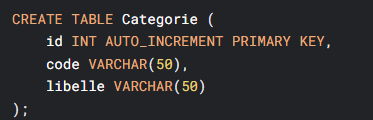 CREATE TABLE Categorie (
    id INT AUTO_INCREMENT PRIMARY KEY,
    code VARCHAR(50),
    libelle VARCHAR(50)
);